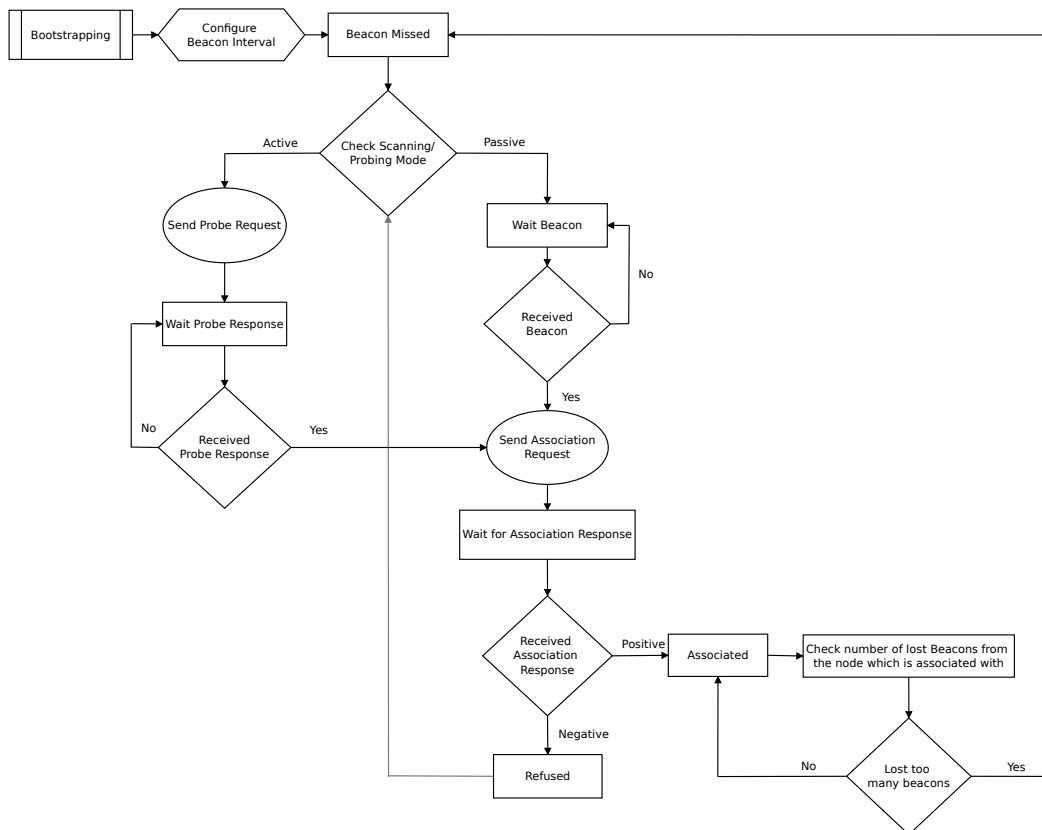 Bootstrapping
Configure
Beacon Interval
Beacon Missed
Active
Check Scanning/
Probing Mode
Passive
Send Probe Request
Wait Beacon
No
Wait Probe Response
Received
Beacon
Yes
No
Received
Probe Response
Yes
Send Association
Request
Wait for Association Response
Received
Association
Response
Positive
Associated
Check number of lost Beacons from
the node which is associated with
Negative
Refused
No
Lost too
many beacons
Yes